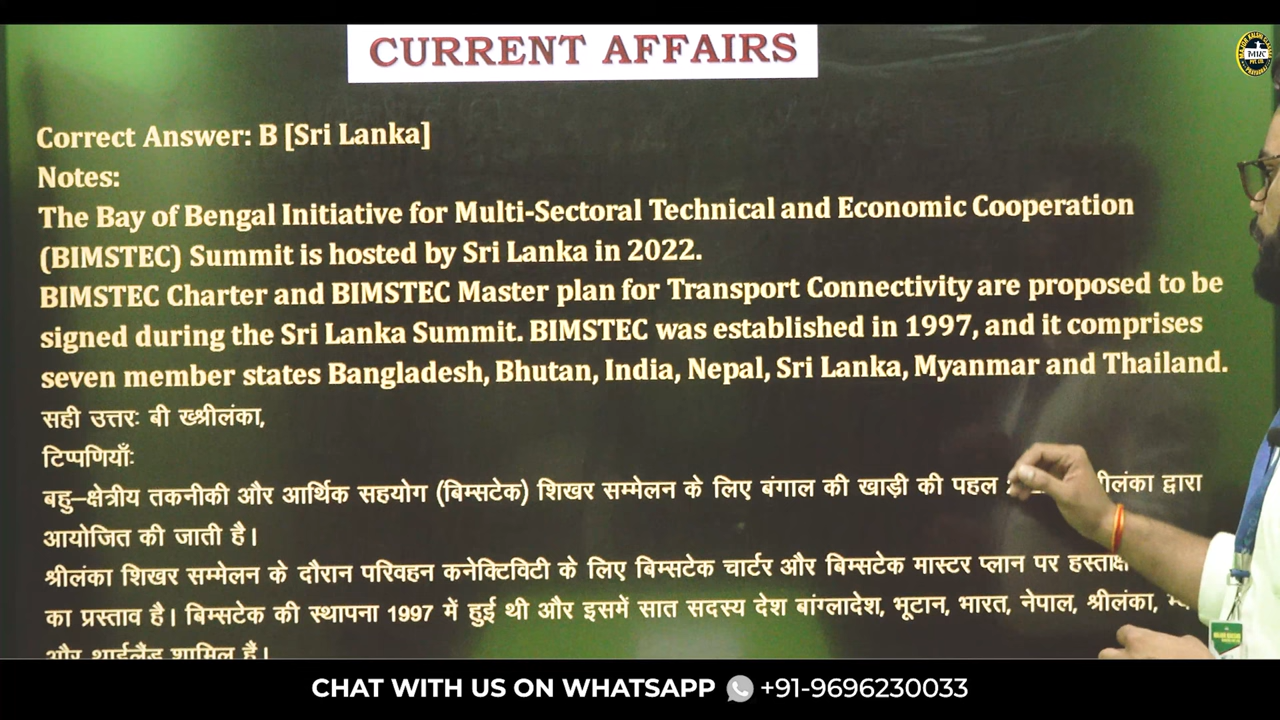 CURRENT AFFAIRS
MIC
Correct Answer: B [Sri Lanka]
Notes:
The Bay of Bengal Initiative for Multi-Sectoral Technical and Economic Cooperation
(BIMSTEC) Summit is hosted by Sri Lanka in 2022.
BIMSTEC Charter and BIMSTEC Master plan for Transport Connectivity are proposed to be
signed during the Sri Lanka Summit. BIMSTEC was established in 1997, and it comprises
seven member states Bangladesh, Bhutan, India, Nepal, Sri Lanka, Myanmar and Thailand.
सही उत्तरः बी ख्श्रीलंका,
टिप्पणियाँः
बहु–क्षेत्रीय तकनीकी और आर्थिक सहयोग (बिम्सटेक) शिखर सम्मेलन के लिए बंगाल की खाड़ी की पहल द्वारा
आयोजित की जाती है।
श्रीलंका शिखर सम्मेलन के दौरान परिवहन कनेक्टिविटी के लिए बिम्सटेक चार्टर और बिम्सटेक मास्टर प्लान पर
का प्रस्ताव है। बिम्सटेक की स्थापना 1997 में हुई थी और इसमें सात सदस्य देश बांग्लादेश, भूटान, भारत, नेपाल, श्रीलंका,
और थाईलैंड शामिल हैं।
CHAT WITH US ON WHATSAPP +91-9696230033